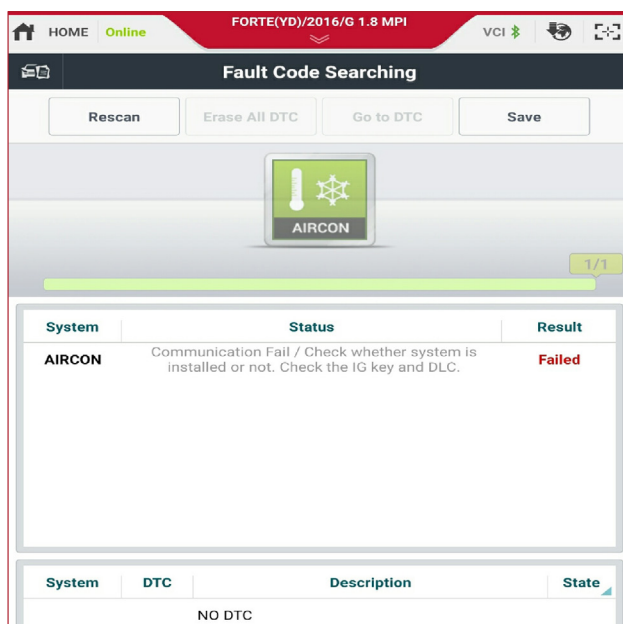 FORTE(YD)/2016/G 1.8 MPI
HOME Online VCI
Fault Code Searching
Rescan Erase All DTC Go to DTC Save
AIRCON
1/1
System Status Result
AIRCON Communication Fail / Check whether system is installed or not. Check the IG key and DLC. Failed
System DTC Description State
NO DTC